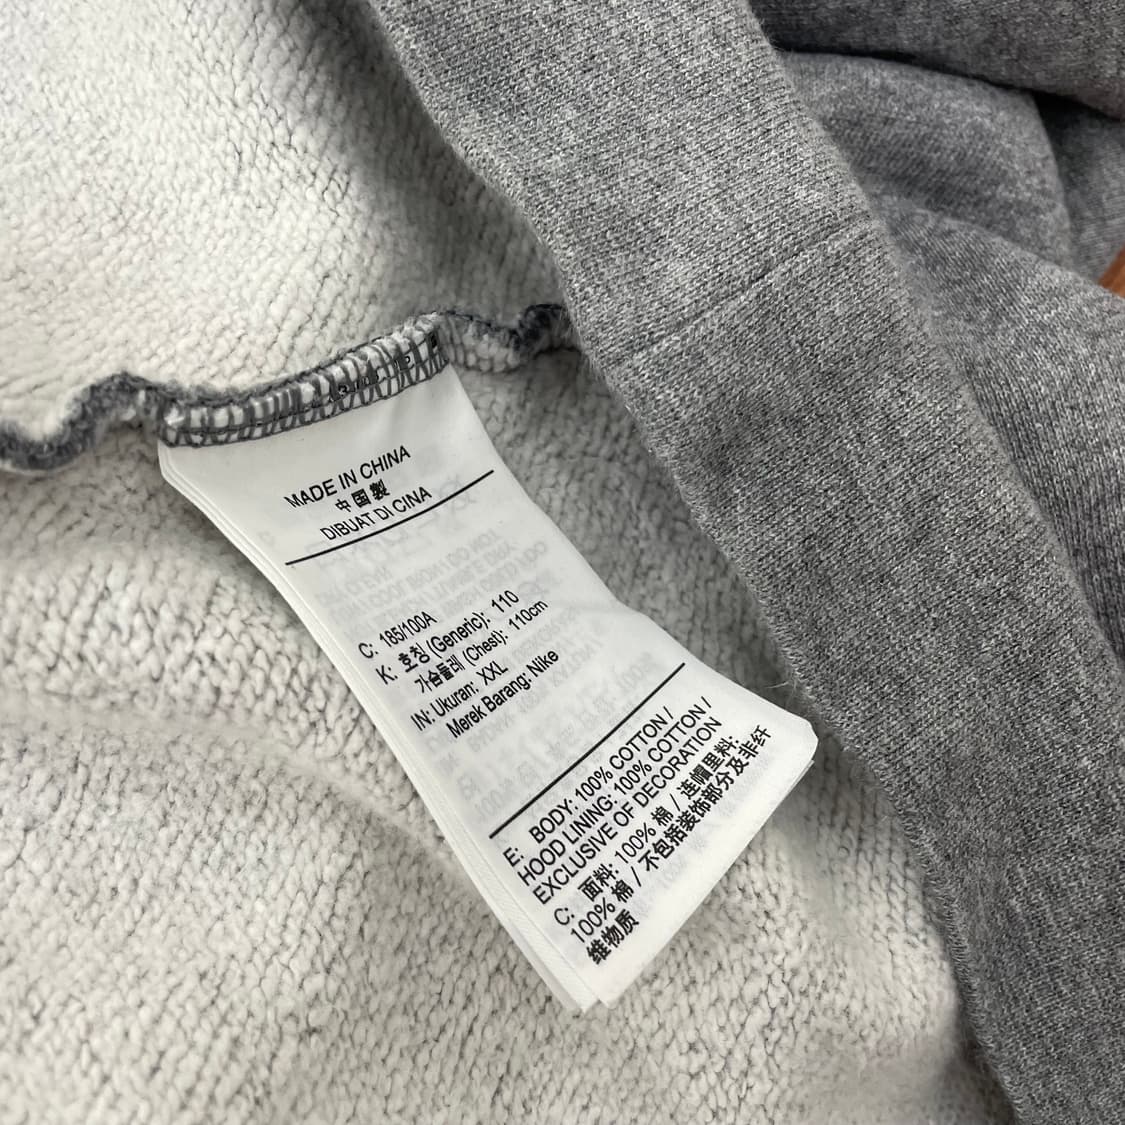 MADE IN CHINA
中国製
DIBUAT DI CINA
C: 185/100A
K: 호칭 (Generic): 110
가슴둘레 (Chest): 110cm
IN: Ukuran: XXL
Merek Barang: Nike
E: BODY: 100% COTTON /
HOOD LINING: 100% COTTON /
EXCLUSIVE OF DECORATION
C: 面料: 100% 棉 / 连帽里料:
100% 棉 / 不包括装饰部分及非纤
维物质